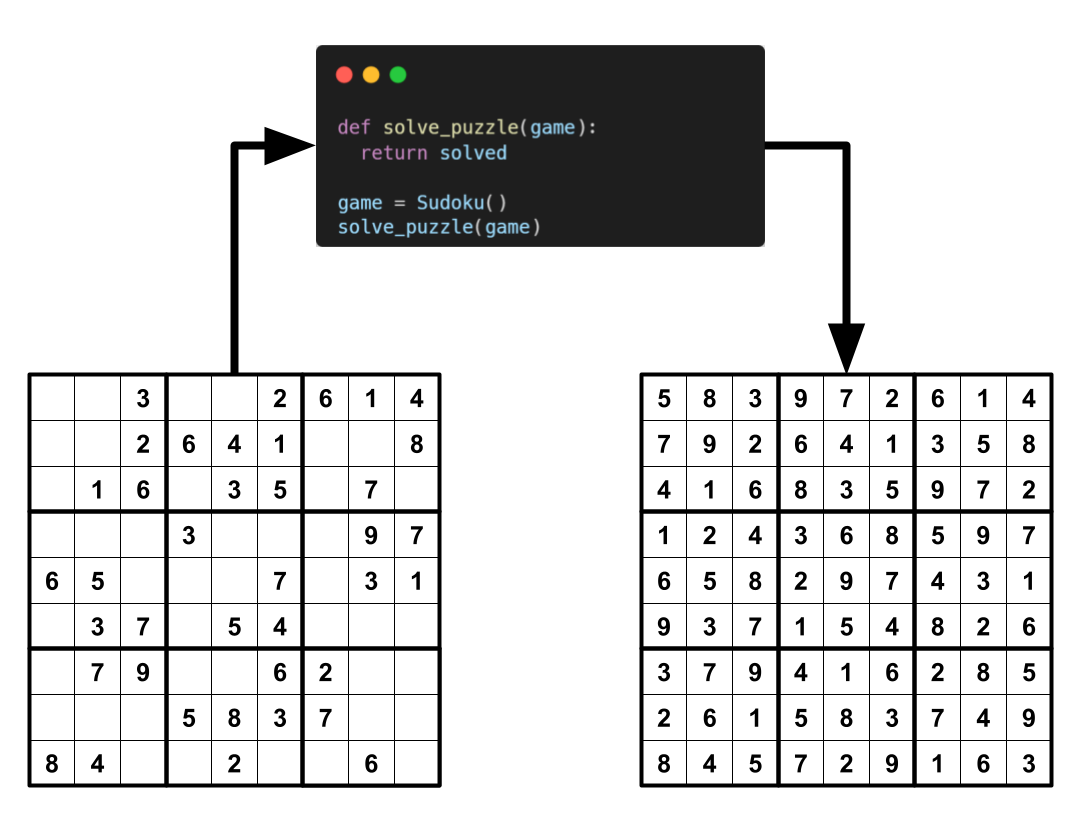 def solve_puzzle(game):
return solved
game = Sudoku()
solve_puzzle(game)
3 2 6 1 4
2 6 4 1 8
1 6 3 5 7
3 9 7
6 5 7 3 1
3 7 5 4
7 9 6 2
5 8 3 7
8 4 2 6
5 8 3 9 7 2 6 1 4
7 9 2 6 4 1 3 5 8
4 1 6 8 3 5 9 7 2
1 2 4 3 6 8 5 9 7
6 5 8 2 9 7 4 3 1
9 3 7 1 5 4 8 2 6
3 7 9 4 1 6 2 8 5
2 6 1 5 8 3 7 4 9
8 4 5 7 2 9 1 6 3